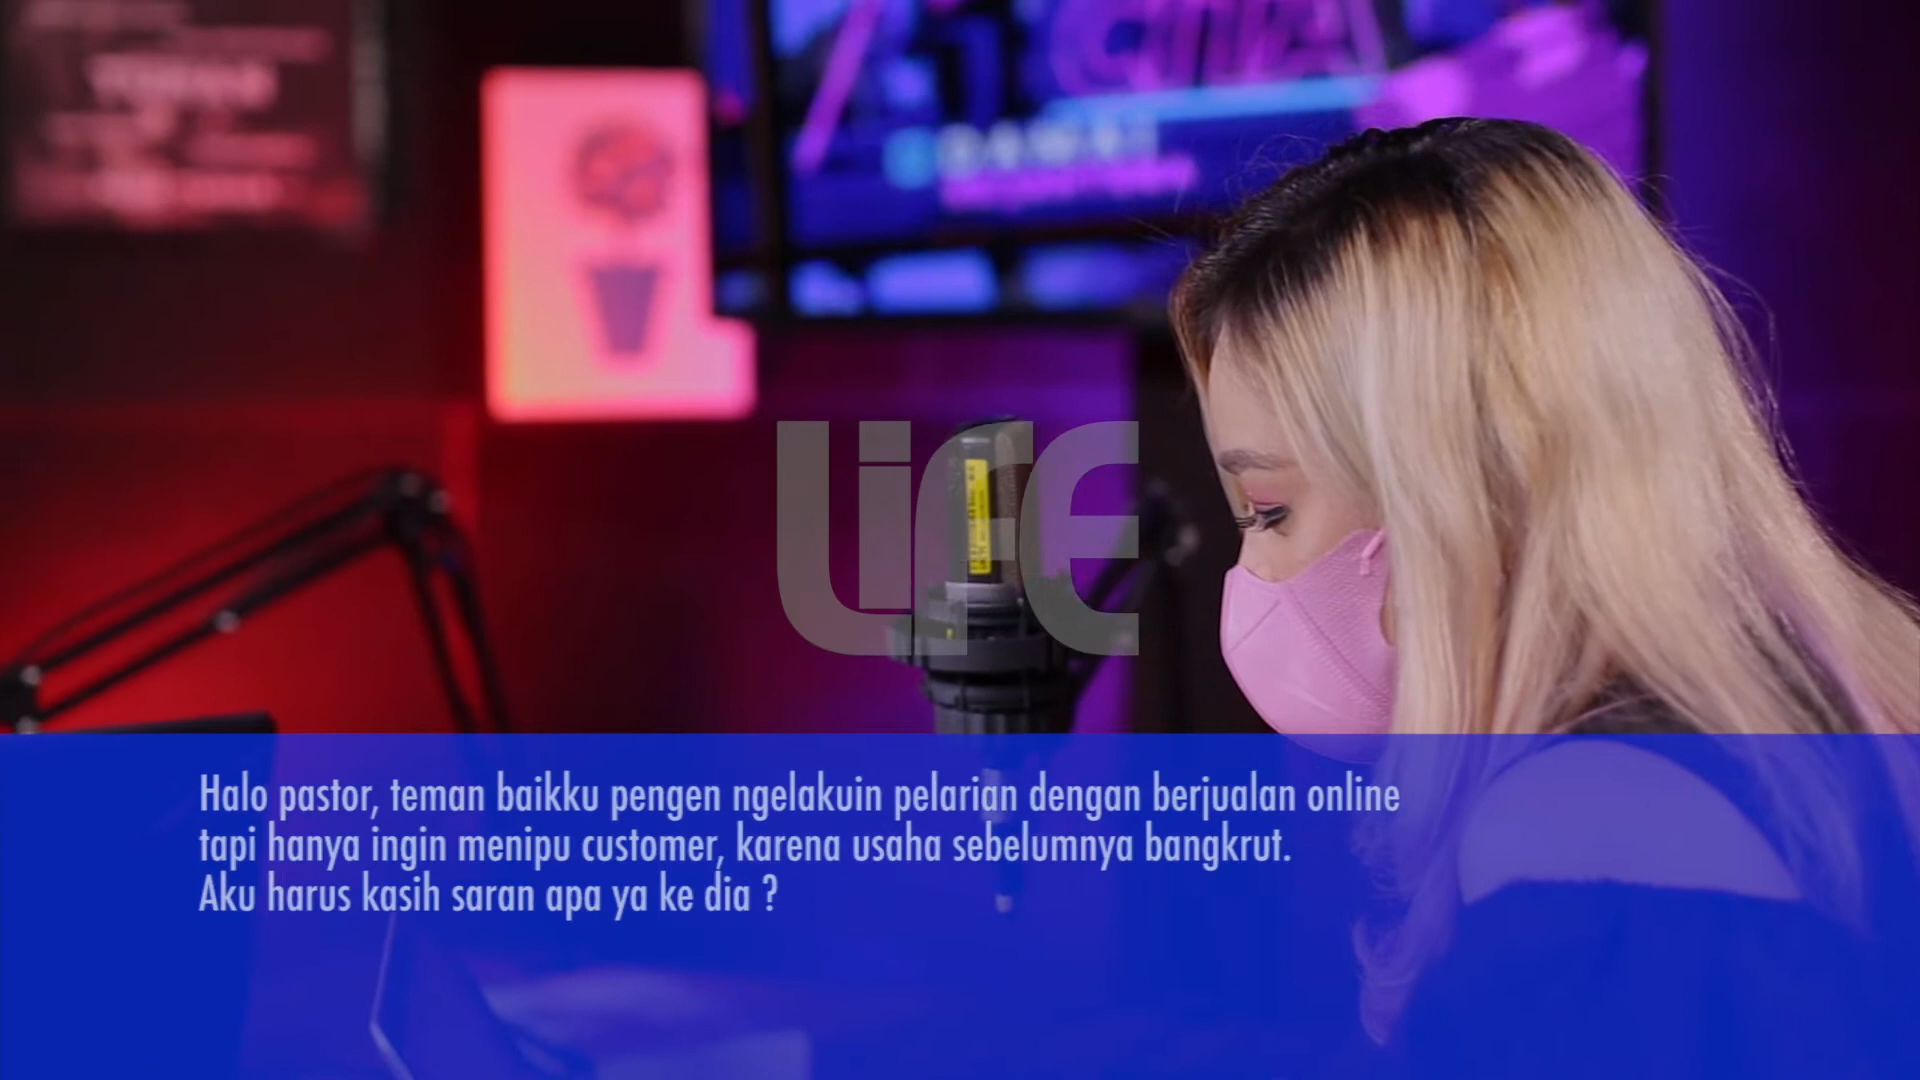 LIFE
Halo pastor, teman baikku pengen ngelakuin pelarian dengan berjualan online
tapi hanya ingin menipu customer, karena usaha sebelumnya bangkrut.
Aku harus kasih saran apa ya ke dia ?